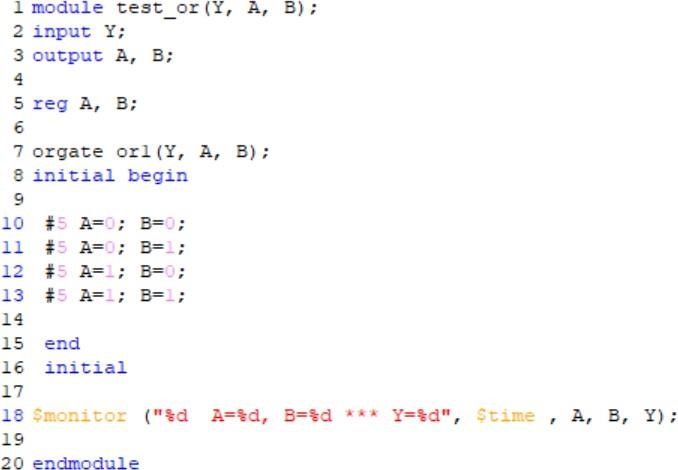 1 module test_or(Y, A, B);
2 input Y;
3 output A, B;
4
5 reg A, B;
6
7 orgate or1(Y, A, B);
8 initial begin
9
10 #5 A=0; B=0;
11 #5 A=0; B=1;
12 #5 A=1; B=0;
13 #5 A=1; B=1;
14
15 end
16 initial
17
18 $monitor ("%d  A=%d, B=%d *** Y=%d", $time , A, B, Y);
19
20 endmodule